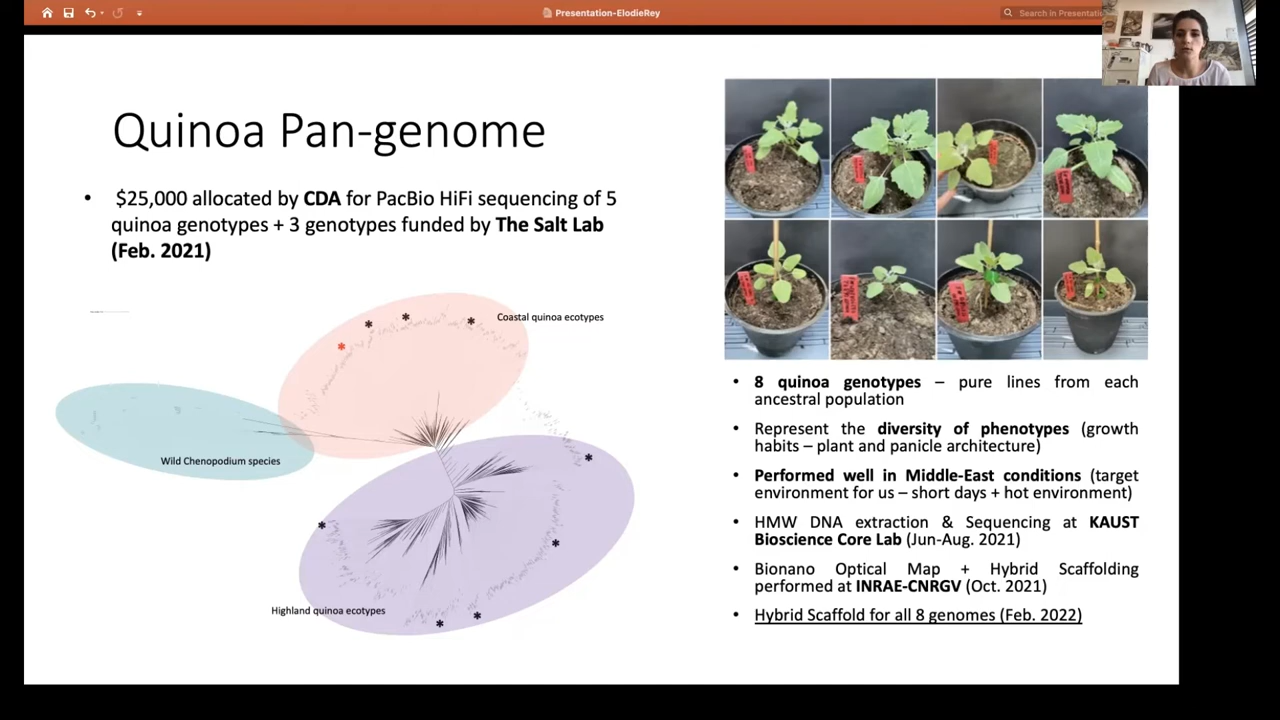 Presentation-ElodieRey
Search in Presentatio
Quinoa Pan-genome
• $25,000 allocated by CDA for PacBio HiFi sequencing of 5
quinoa genotypes + 3 genotypes funded by The Salt Lab
(Feb. 2021)
Coastal quinoa ecotypes
Wild Chenopodium species
Highland quinoa ecotypes
• 8 quinoa genotypes – pure lines from each
ancestral population
• Represent the diversity of phenotypes (growth
habits – plant and panicle architecture)
• Performed well in Middle-East conditions (target
environment for us – short days + hot environment)
• HMW DNA extraction & Sequencing at KAUST
Bioscience Core Lab (Jun-Aug. 2021)
• Bionano Optical Map + Hybrid Scaffolding
performed at INRAE-CNRGV (Oct. 2021)
• Hybrid Scaffold for all 8 genomes (Feb. 2022)